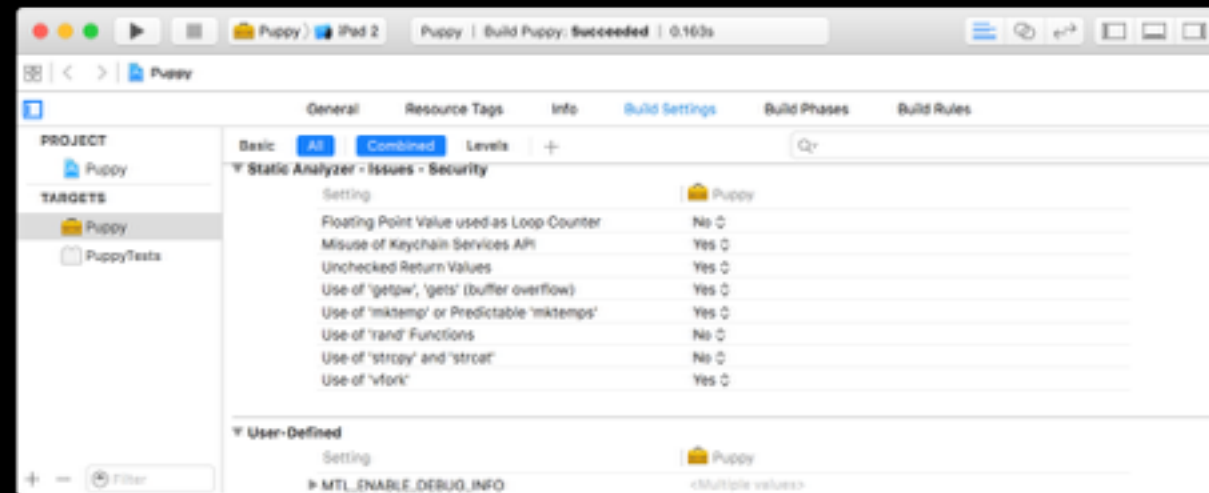 Puppy iPad 2 Puppy | Build Puppy: Succeeded | 0.163s
Puppy
General Resource Tags Info Build Settings Build Phases Build Rules
PROJECT
Puppy
TARGETS
Puppy
PuppyTests
Filter
Basic All Combined Levels
Static Analyzer - Issues - Security
Setting Puppy
Floating Point Value used as Loop Counter No
Misuse of Keychain Services API Yes
Unchecked Return Values Yes
Use of 'getpw', 'gets' (buffer overflow) Yes
Use of 'mktemp' or Predictable 'mktemps' Yes
Use of 'rand' Functions No
Use of 'strcpy' and 'strcat' No
Use of 'vfork' Yes
User-Defined
Setting Puppy
MTL_ENABLE_DEBUG_INFO <Multiple values>